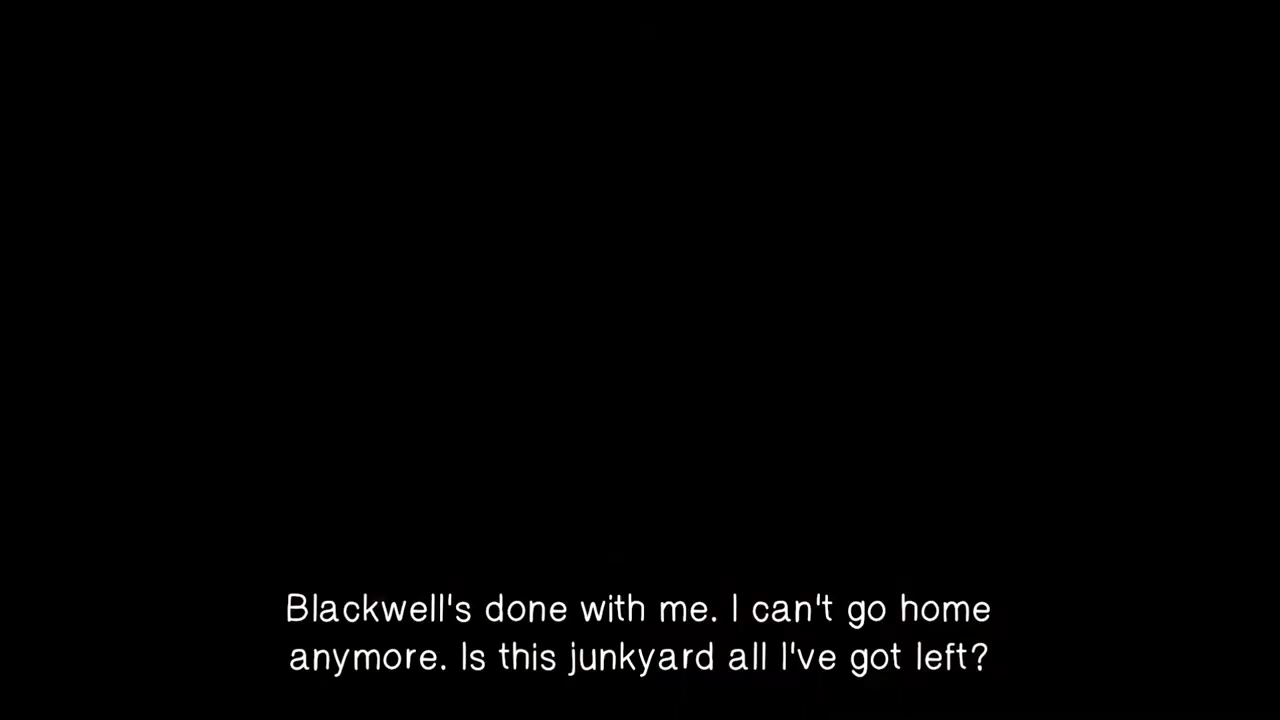 Blackwell's done with me. I can't go home
anymore. Is this junkyard all I've got left?